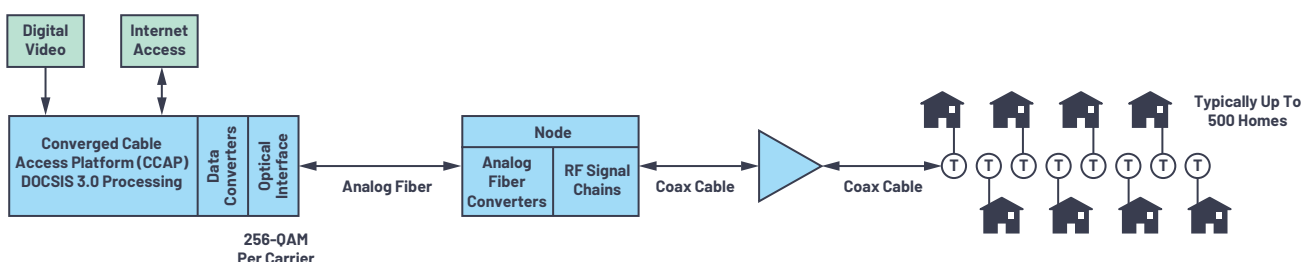 Digital
Video
Internet
Access
Converged Cable
Access Platform (CCAP)
DOCSIS 3.0 Processing
Data
Converters
Optical
Interface
256-QAM
Per Carrier
Analog Fiber
Node
Analog
Fiber
Converters
RF Signal
Chains
Coax Cable
Coax Cable
T
T
T
T
T
T
T
T
Typically Up To
500 Homes